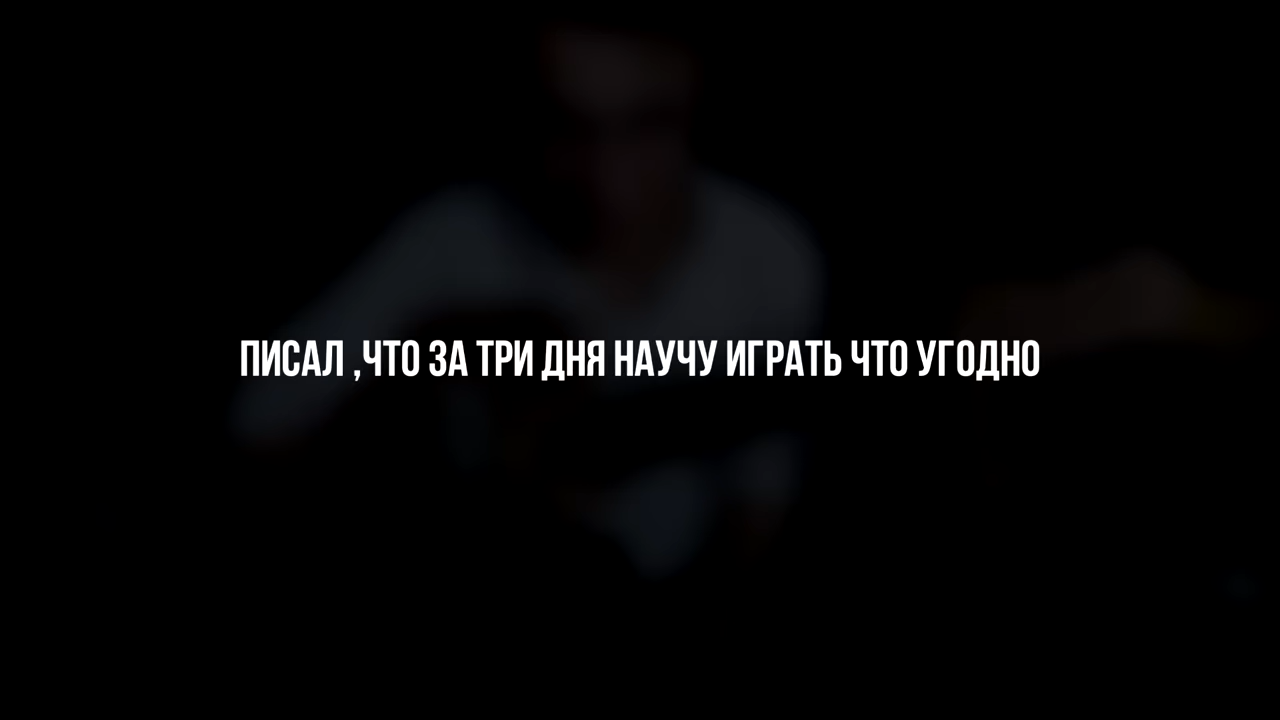 ПИСАЛ ,ЧТО ЗА ТРИ ДНЯ НАУЧУ ИГРАТЬ ЧТО УГОДНО